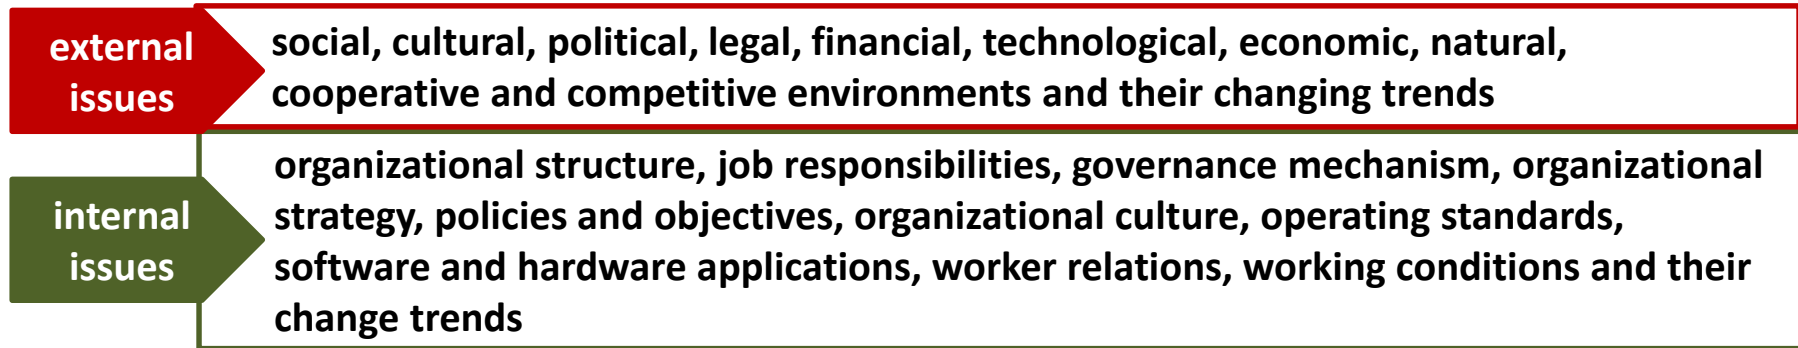 external
issues
social, cultural, political, legal, financial, technological, economic, natural,
cooperative and competitive environments and their changing trends
internal
issues
organizational structure, job responsibilities, governance mechanism, organizational
strategy, policies and objectives, organizational culture, operating standards,
software and hardware applications, worker relations, working conditions and their
change trends